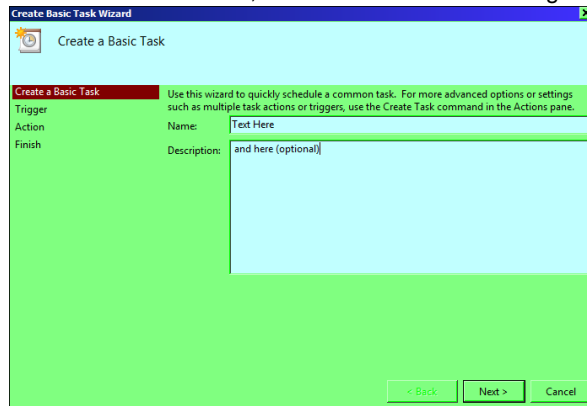 Create Basic Task Wizard
Create a Basic Task
Create a Basic Task
Trigger
Action
Finish
Use this wizard to quickly schedule a common task. For more advanced options or settings
such as multiple task actions or triggers, use the Create Task command in the Actions pane.
Name: Text Here
Description: and here (optional)
< Back Next > Cancel